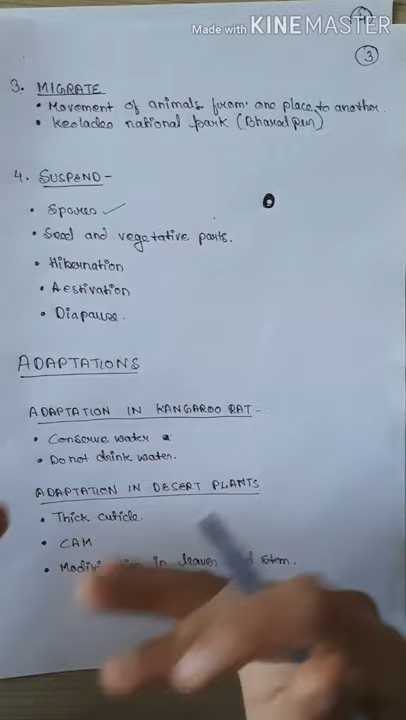 Made with KINEMASTER
3
3. MIGRATE
• Movement of animals from one place to another.
• Keolades national park (Bharatpur)
4. SUSPEND -
• Spores ✓
• Seed and vegetative parts.
• Hibernation
• Aestivation
• Diapause.
ADAPTATIONS
ADAPTATION IN KANGAROO RAT -
• Conserve water
• Do not drink water.
ADAPTATION IN DESERT PLANTS
• Thick cuticle.
• CAM
• in leaves stem.